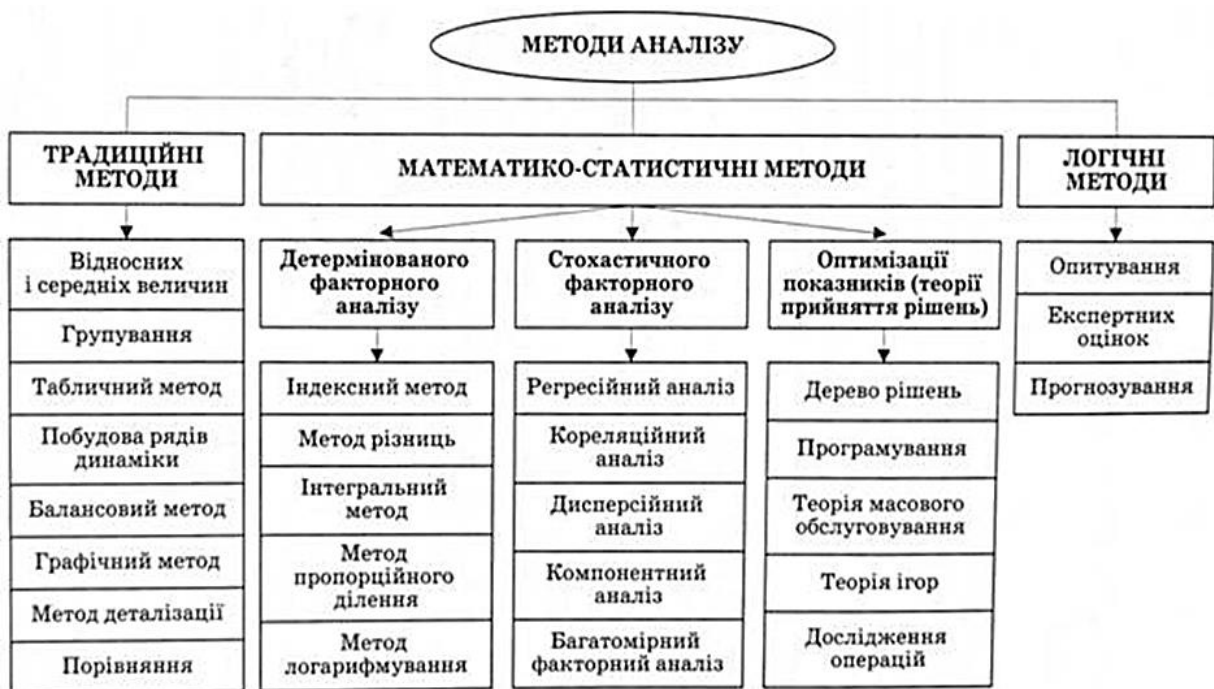 МЕТОДИ АНАЛІЗУ
ТРАДИЦІЙНІ
МЕТОДИ
МАТЕМАТИКО-СТАТИСТИЧНІ МЕТОДИ
ЛОГІЧНІ
МЕТОДИ
Відносних
і середніх величин
Групування
Табличний метод
Побудова рядів
динаміки
Балансовий метод
Графічний метод
Метод деталізації
Порівняння
Детермінованого
факторного
аналізу
Індексний метод
Метод різниць
Інтегральний
метод
Метод
пропорційного
ділення
Метод
логарифмування
Стохастичного
факторного
аналізу
Регресійний аналіз
Кореляційний
аналіз
Дисперсійний
аналіз
Компонентний
аналіз
Багатомірний
факторний аналіз
Оптимізації
показників (теорії
прийняття рішень)
Дерево рішень
Програмування
Теорія масового
обслуговування
Теорія ігор
Дослідження
операцій
Опитування
Експертних
оцінок
Прогнозування